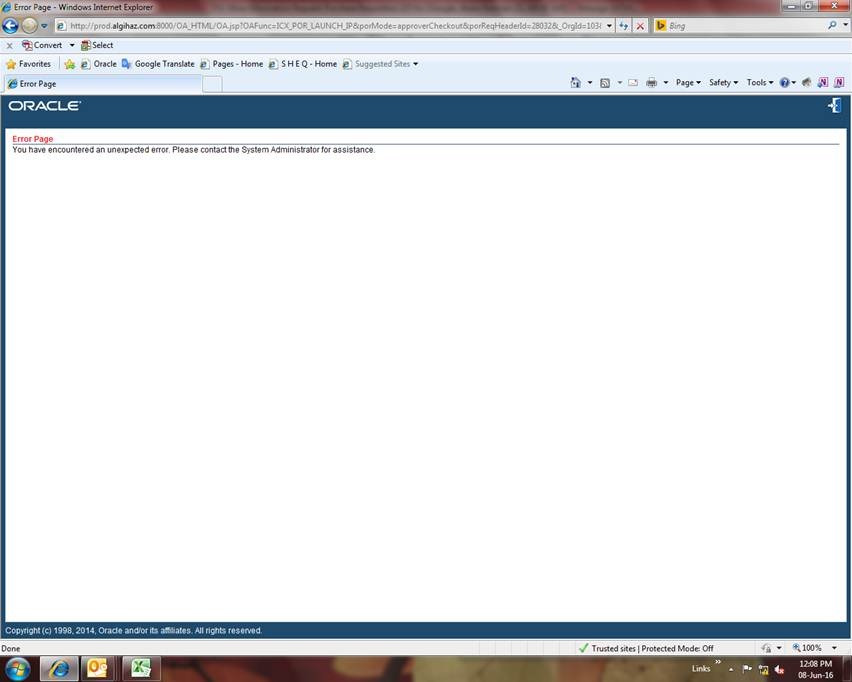 Error Page - Windows Internet Explorer
http://prod.algihaz.com:8000/OA_HTML/OA.jsp?OAFunc=ICX_POR_LAUNCH_IP&porMode=approverCheckout&porReqHeaderId=28032&_OrgId=103&
Bing
x Convert Select
Favorites Oracle Google Translate Pages - Home S H E Q - Home Suggested Sites
Error Page Page Safety Tools
ORACLE
Error Page
You have encountered an unexpected error. Please contact the System Administrator for assistance.
Copyright (c) 1998, 2014, Oracle and/or its affiliates. All rights reserved.
Done Trusted sites | Protected Mode: Off 100%
Links 12:08 PM
08-Jun-16